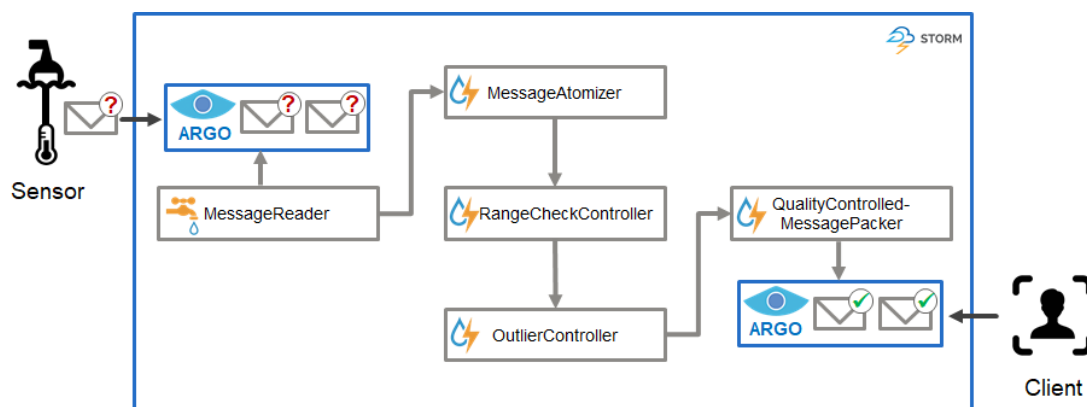 STORM
Sensor
?
ARGO
?
?
MessageReader
MessageAtomizer
RangeCheckController
OutlierController
QualityControlled-
MessagePacker
ARGO
Client